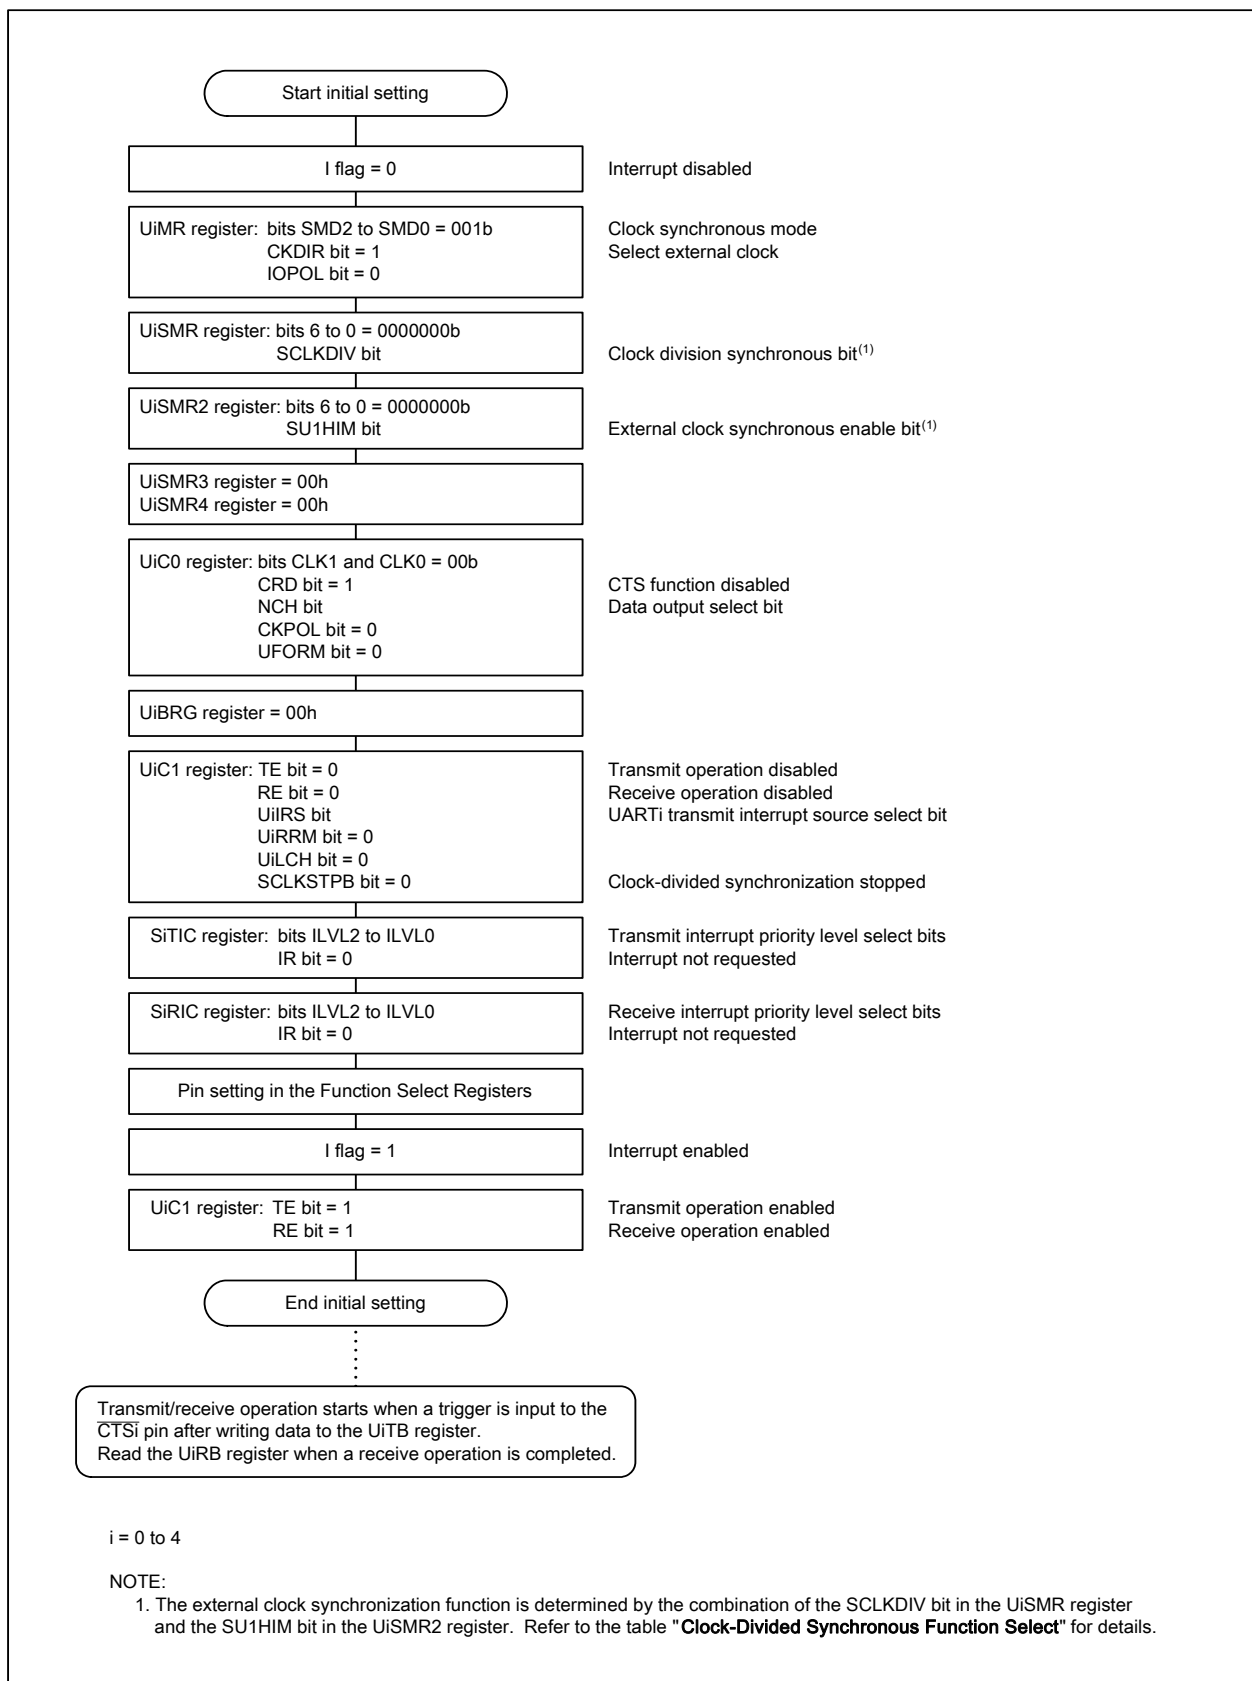 Start initial setting
I flag = 0 Interrupt disabled
UiMR register: bits SMD2 to SMD0 = 001b Clock synchronous mode
CKDIR bit = 1 Select external clock
IOPOL bit = 0
UiSMR register: bits 6 to 0 = 0000000b
SCLKDIV bit Clock division synchronous bit(1)
UiSMR2 register: bits 6 to 0 = 0000000b
SU1HIM bit External clock synchronous enable bit(1)
UiSMR3 register = 00h
UiSMR4 register = 00h
UiC0 register: bits CLK1 and CLK0 = 00b
CRD bit = 1 CTS function disabled
NCH bit Data output select bit
CKPOL bit = 0
UFORM bit = 0
UiBRG register = 00h
UiC1 register: TE bit = 0 Transmit operation disabled
RE bit = 0 Receive operation disabled
UiIRS bit UARTi transmit interrupt source select bit
UiRRM bit = 0
UiLCH bit = 0
SCLKSTPB bit = 0 Clock-divided synchronization stopped
SiTIC register: bits ILVL2 to ILVL0 Transmit interrupt priority level select bits
IR bit = 0 Interrupt not requested
SiRIC register: bits ILVL2 to ILVL0 Receive interrupt priority level select bits
IR bit = 0 Interrupt not requested
Pin setting in the Function Select Registers
I flag = 1 Interrupt enabled
UiC1 register: TE bit = 1 Transmit operation enabled
RE bit = 1 Receive operation enabled
End initial setting
Transmit/receive operation starts when a trigger is input to the
CTSi pin after writing data to the UiTB register.
Read the UiRB register when a receive operation is completed.
i = 0 to 4
NOTE:
1. The external clock synchronization function is determined by the combination of the SCLKDIV bit in the UiSMR register
and the SU1HIM bit in the UiSMR2 register. Refer to the table "Clock-Divided Synchronous Function Select" for details.